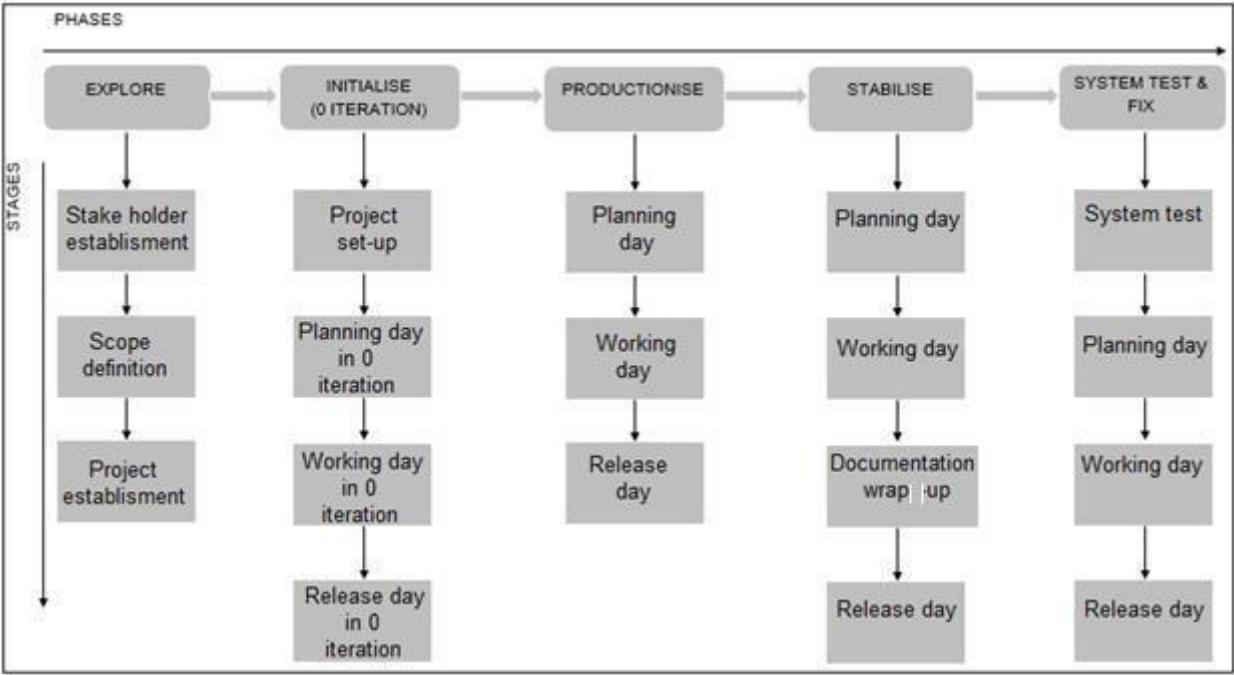 PHASES
EXPLORE
INITIALISE
(0 ITERATION)
PRODUCTIONISE
STABILISE
SYSTEM TEST &
FIX
STAGES
Stake holder
establisment
Project
set-up
Planning
day
Planning day
System test
Scope
definition
Planning day
in 0
iteration
Working
day
Working day
Planning day
Project
establisment
Working day
in 0
iteration
Release
day
Documentation
wrap -up
Working day
Release day
in 0
iteration
Release day
Release day